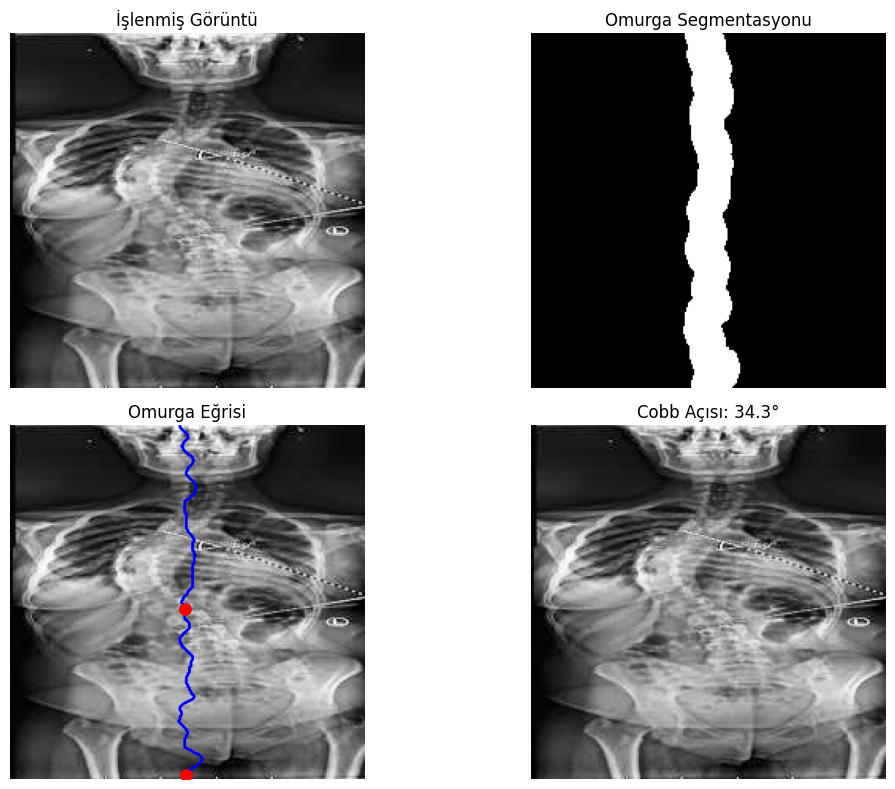 İşlenmiş Görüntü
Omurga Segmentasyonu
L
Omurga Eğrisi
Cobb Açısı: 34.3°
L
L